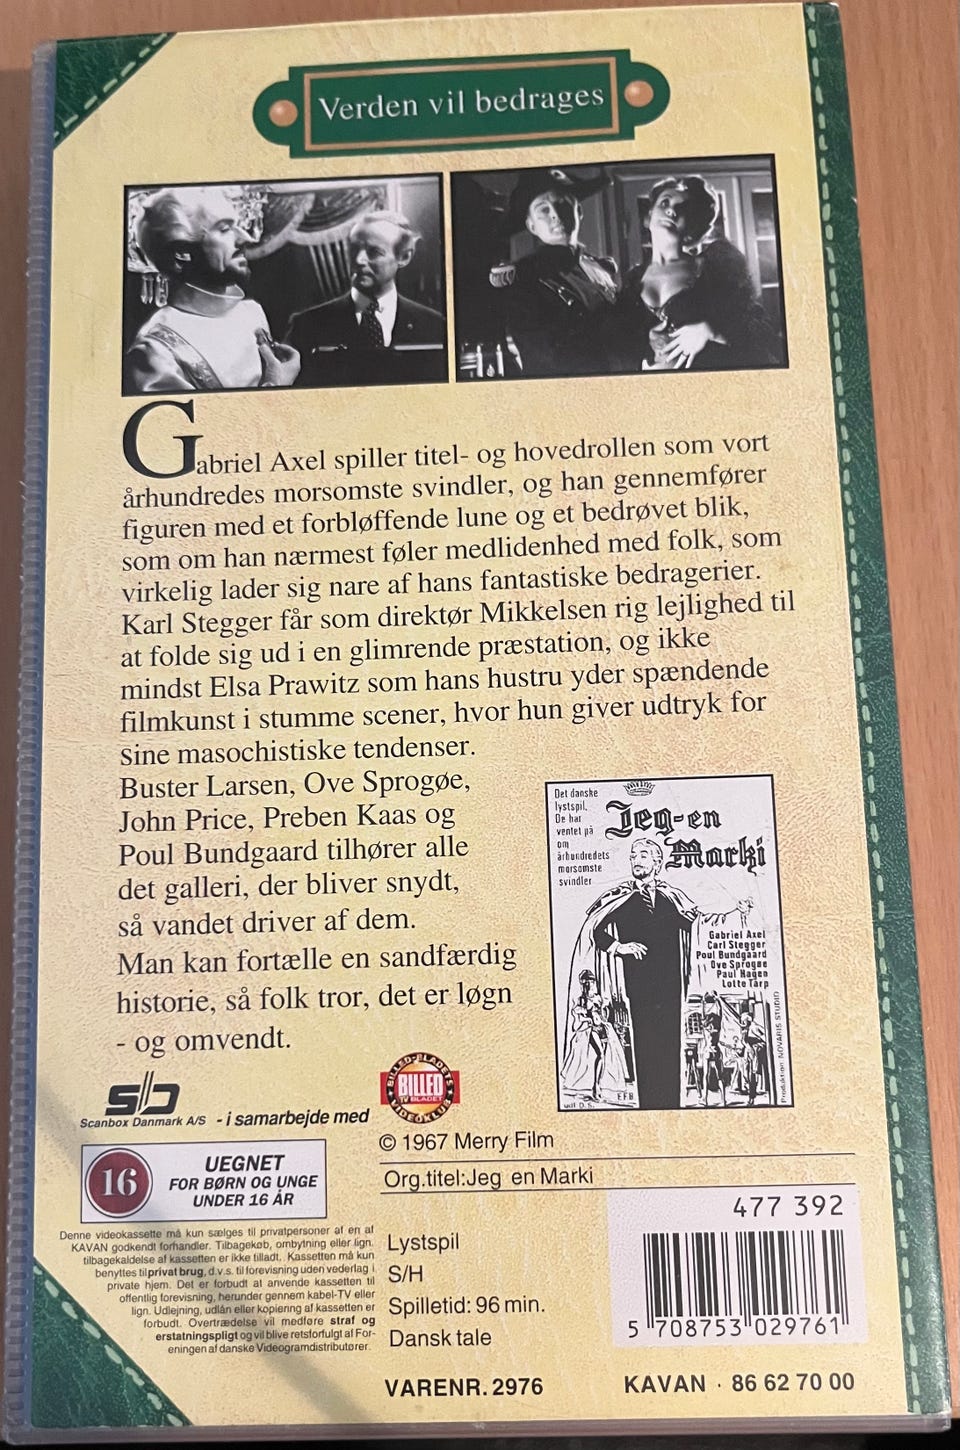 Verden vil bedrages
Gabriel Axel spiller titel- og hovedrollen som vort
århundredes morsomste svindler, og han gennemfører
figuren med et forbløffende lune og et bedrøvet blik,
som om han nærmest føler medlidenhed med folk, som
virkelig lader sig nare af hans fantastiske bedragerier.
Karl Stegger får som direktør Mikkelsen rig lejlighed til
at folde sig ud i en glimrende præstation, og ikke
mindst Elsa Prawitz som hans hustru yder spændende
filmkunst i stumme scener, hvor hun giver udtryk for
sine masochistiske tendenser.
Buster Larsen, Ove Sprogøe,
John Price, Preben Kaas og
Poul Bundgaard tilhører alle
det galleri, der bliver snydt,
så vandet driver af dem.
Man kan fortælle en sandfærdig
historie, så folk tror, det er løgn
- og omvendt.
Det danske
lystspil.
De har
ventet på
om
århundredets
morsomste
svindler
Jeg-en
Marki
Gabriel Axel
Carl Stegger
Poul Bundgaard
Ove Sprogøe
Paul Hagen
Lotte Tarp
Produktion: NOVARIS STUDIO
udl D.S.
EFB
SD
Scanbox Danmark A/S - i samarbejde med
BILLED-BLADETS
BILLED
BLADET
VIDEOKLUB
© 1967 Merry Film
Org.titel:Jeg en Marki
16
UEGNET
FOR BØRN OG UNGE
UNDER 16 ÅR
Denne videokassette må kun sælges til privatpersoner af en af
KAVAN godkendt forhandler. Tilbagekøb, ombytning eller lign.
tilbagekaldelse af kassetten er ikke tilladt. Kassetten må kun
benyttes til privat brug, d.v.s. til forevisning uden vederlag i
private hjem. Det er forbudt at anvende kassetten til
offentlig forevisning, herunder gennem kabel-TV eller
lign. Udlejning, udlån eller kopiering af kassetten er
forbudt. Overtrædelse vil medføre straf og
erstatningspligt og vil blive retsforfulgt af For-
eningen af danske Videogramdistributører.
Lystspil
S/H
Spilletid: 96 min.
Dansk tale
477 392
5 708753 029761
VARENR. 2976
KAVAN · 86 62 70 00